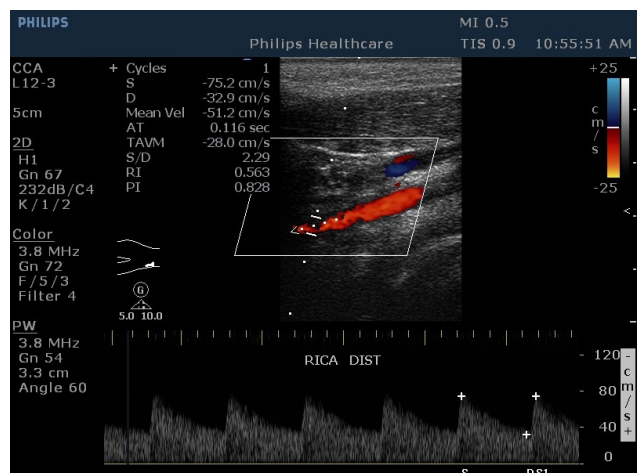 PHILIPS
MI 0.5
Philips Healthcare
TIS 0.9 10:55:51 AM
CCA
L12-3
5cm
2D
H1
Gn 67
232dB/C4
K/1/2
Color
3.8 MHz
Gn 72
F/5/3
Filter 4
PW
3.8 MHz
Gn 54
3.3 cm
Angle 60
+ Cycles 1
S -75.2 cm/s
D -32.9 cm/s
Mean Vel -51.2 cm/s
AT 0.116 sec
TAVM -28.0 cm/s
S/D 2.29
RI 0.563
PI 0.828
+25
cm/s
-25
G
5.0 10.0
RICA DIST
120
80
40
0
- cm/s +
S